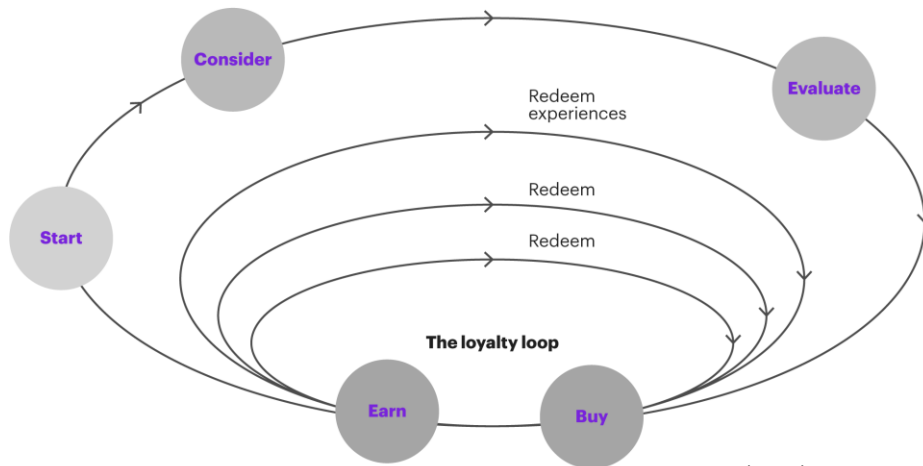 Consider
Evaluate
Redeem
experiences
Redeem
Start
Redeem
The loyalty loop
Earn
Buy